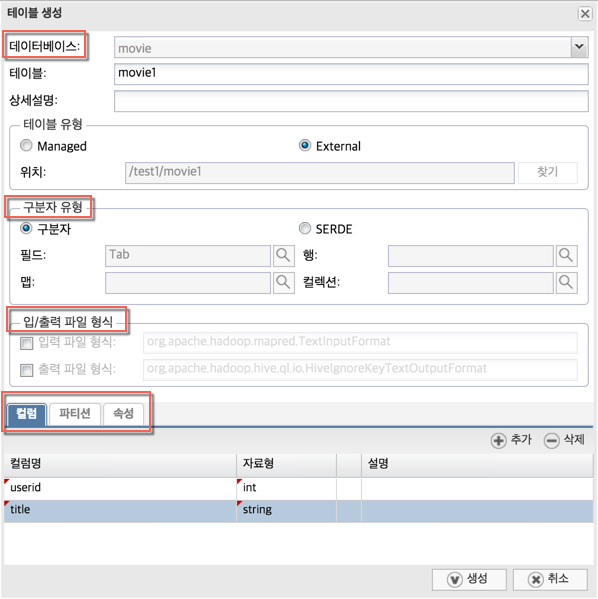 테이블 생성
데이터베이스: movie
테이블: movie1
상세설명:
테이블 유형
Managed External
위치: /test1/movie1 찾기
구분자 유형
구분자 SERDE
필드: Tab 행:
맵: 컬렉션:
입/출력 파일 형식
입력 파일 형식: org.apache.hadoop.mapred.TextInputFormat
출력 파일 형식: org.apache.hadoop.hive.ql.io.HiveIgnoreKeyTextOutputFormat
컬럼 파티션 속성
추가 삭제
컬럼명 자료형 설명
userid int
title string
생성 취소